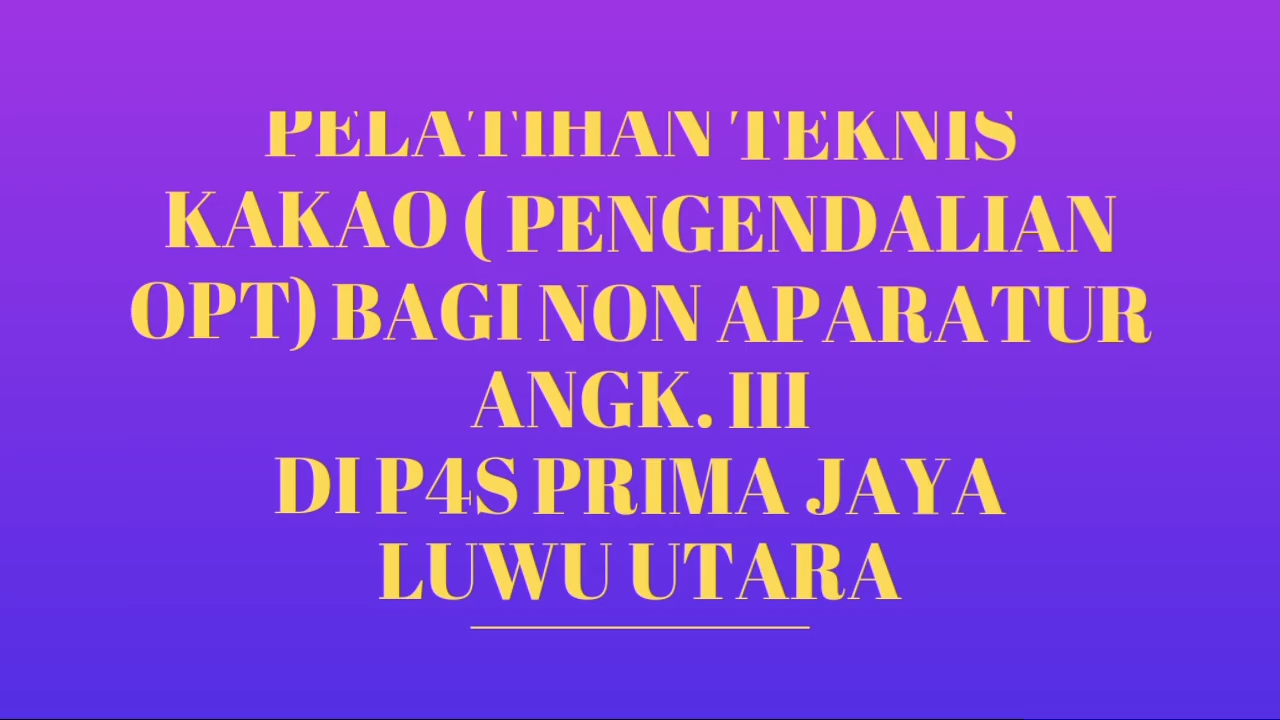 PELATIHAN TEKNIS
KAKAO ( PENGENDALIAN
OPT) BAGI NON APARATUR
ANGK. III
DI P4S PRIMA JAYA
LUWU UTARA